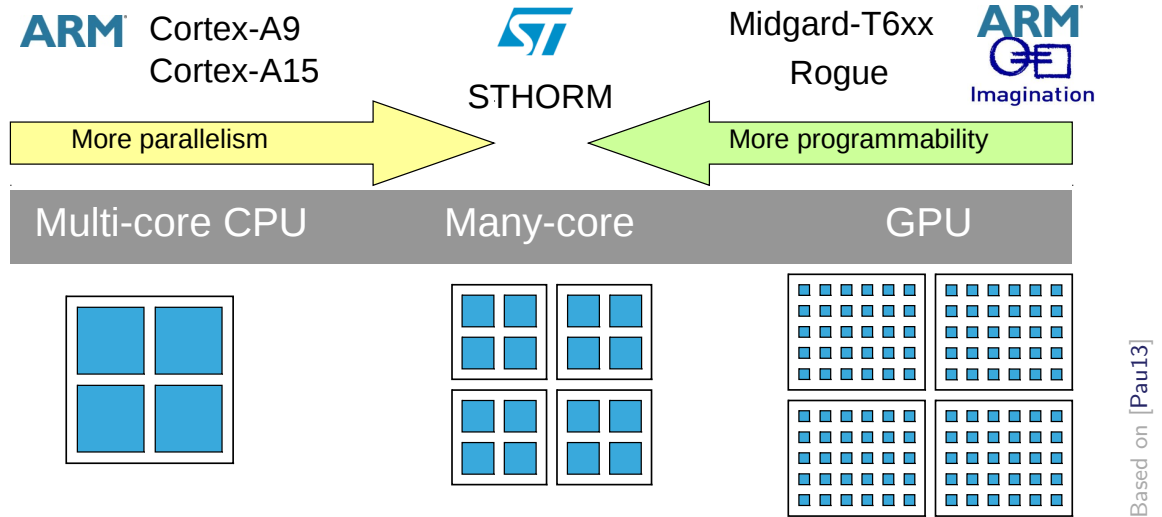 ARM Cortex-A9
Cortex-A15
ST
STHORM
Midgard-T6xx
Rogue
ARM
Imagination
More parallelism
More programmability
Multi-core CPU
Many-core
GPU
Based on [Pau13]